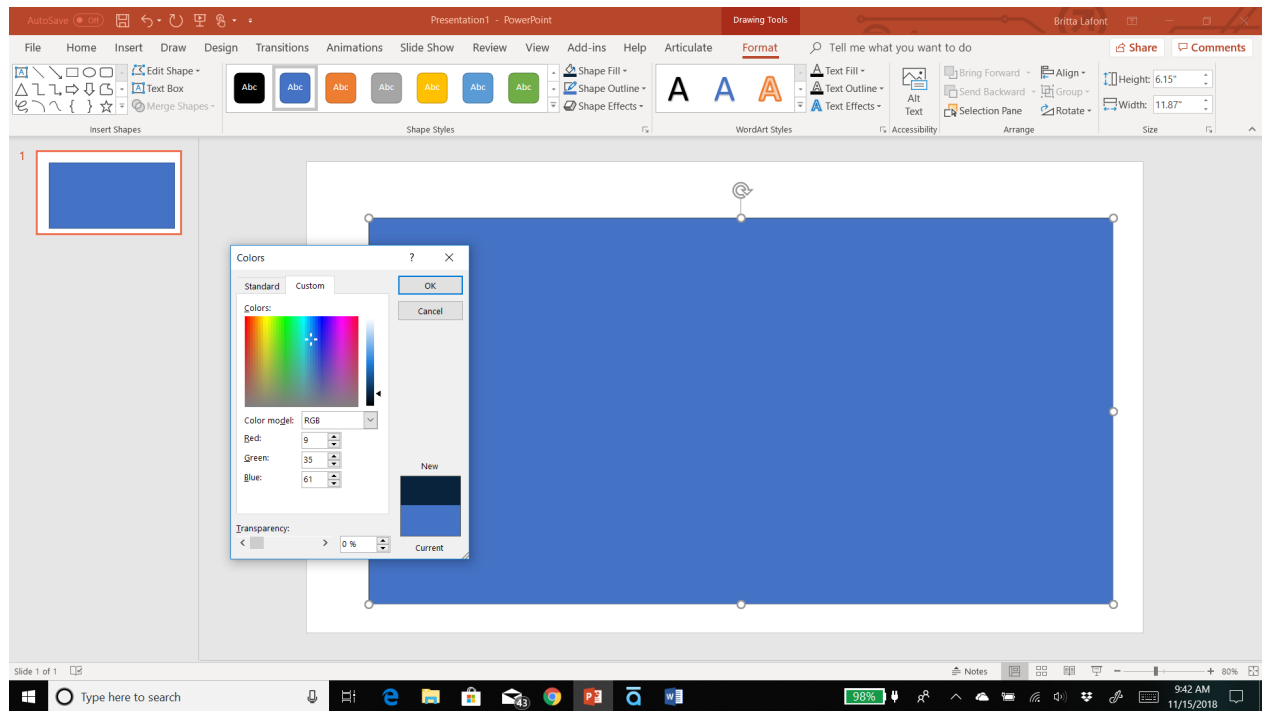 AutoSave Off Presentation1 - PowerPoint Drawing Tools Britta Lafont
File Home Insert Draw Design Transitions Animations Slide Show Review View Add-ins Help Articulate Format Tell me what you want to do Share Comments
Edit Shape
Text Box
Merge Shapes
Insert Shapes
Abc Abc Abc Abc Abc Abc Abc
Shape Fill
Shape Outline
Shape Effects
Shape Styles
A A A
Text Fill
Text Outline
Text Effects
WordArt Styles
Alt
Text
Accessibility
Bring Forward
Send Backward
Selection Pane
Align
Group
Rotate
Arrange
Height: 6.15"
Width: 11.87"
Size
1
Colors ?
Standard Custom
OK
Cancel
Colors:
Color model: RGB
Red: 9
Green: 35
Blue: 61
New
Current
Transparency:
0 %
Slide 1 of 1
Notes
80%
Type here to search
43
98%
9:42 AM
11/15/2018